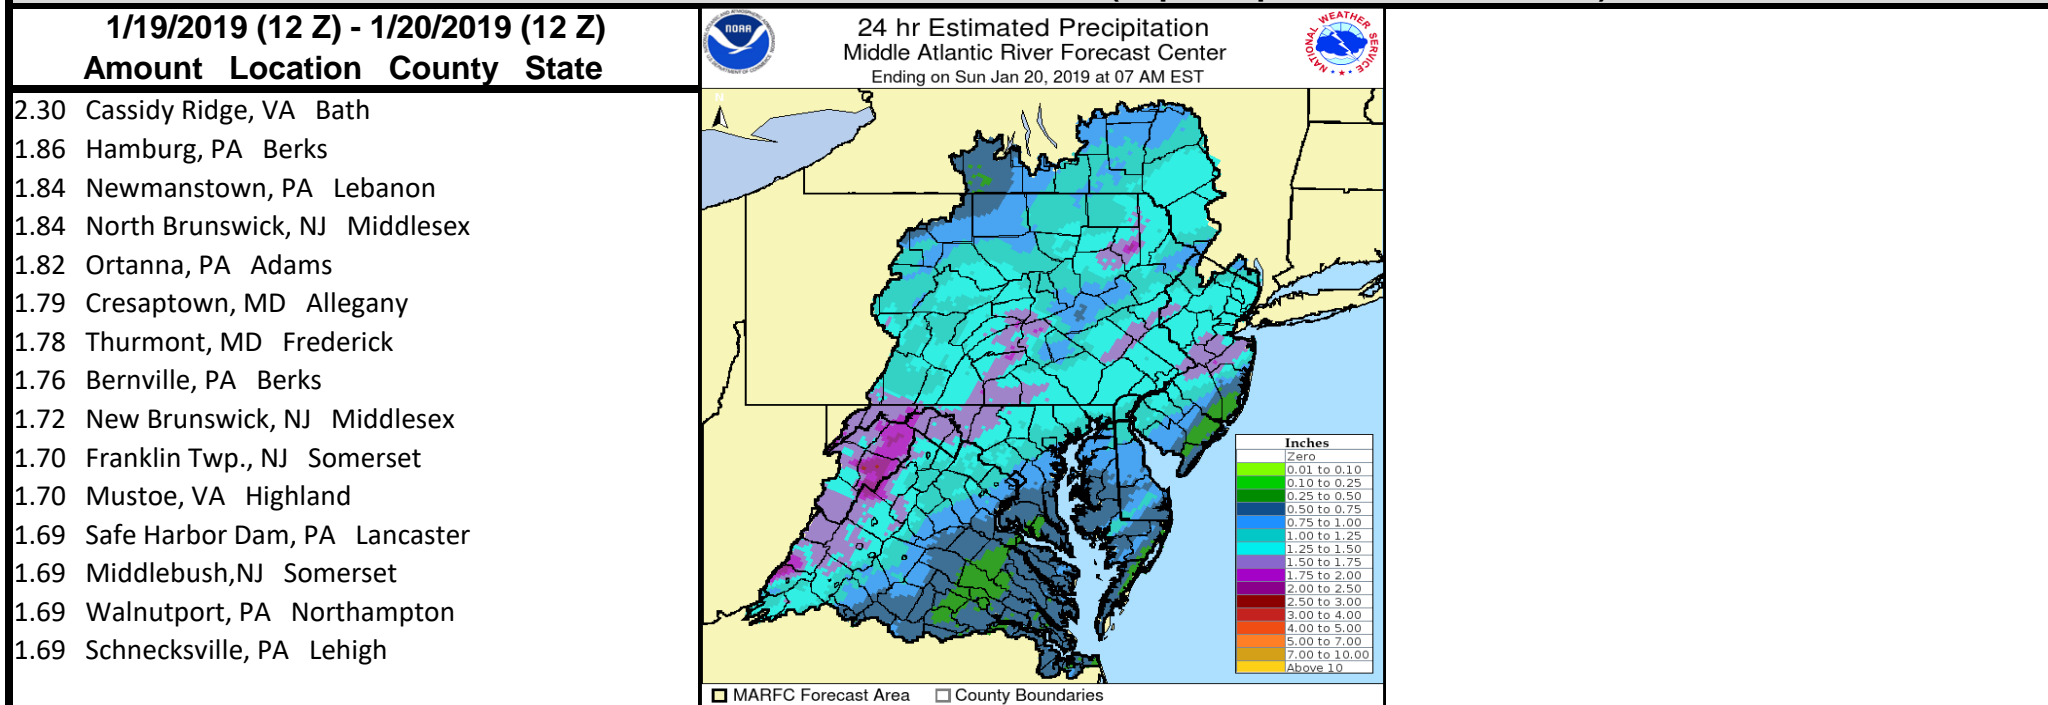 1/19/2019 (12 Z) - 1/20/2019 (12 Z)
Amount Location County State
2.30 Cassidy Ridge, VA Bath
1.86 Hamburg, PA Berks
1.84 Newmanstown, PA Lebanon
1.84 North Brunswick, NJ Middlesex
1.82 Ortanna, PA Adams
1.79 Cresaptown, MD Allegany
1.78 Thurmont, MD Frederick
1.76 Bernville, PA Berks
1.72 New Brunswick, NJ Middlesex
1.70 Franklin Twp., NJ Somerset
1.70 Mustoe, VA Highland
1.69 Safe Harbor Dam, PA Lancaster
1.69 Middlebush,NJ Somerset
1.69 Walnutport, PA Northampton
1.69 Schnecksville, PA Lehigh
NOAA
24 hr Estimated Precipitation
Middle Atlantic River Forecast Center
Ending on Sun Jan 20, 2019 at 07 AM EST
NATIONAL WEATHER SERVICE
N
Inches
Zero
0.01 to 0.10
0.10 to 0.25
0.25 to 0.50
0.50 to 0.75
0.75 to 1.00
1.00 to 1.25
1.25 to 1.50
1.50 to 1.75
1.75 to 2.00
2.00 to 2.50
2.50 to 3.00
3.00 to 4.00
4.00 to 5.00
5.00 to 7.00
7.00 to 10.00
Above 10
MARFC Forecast Area County Boundaries